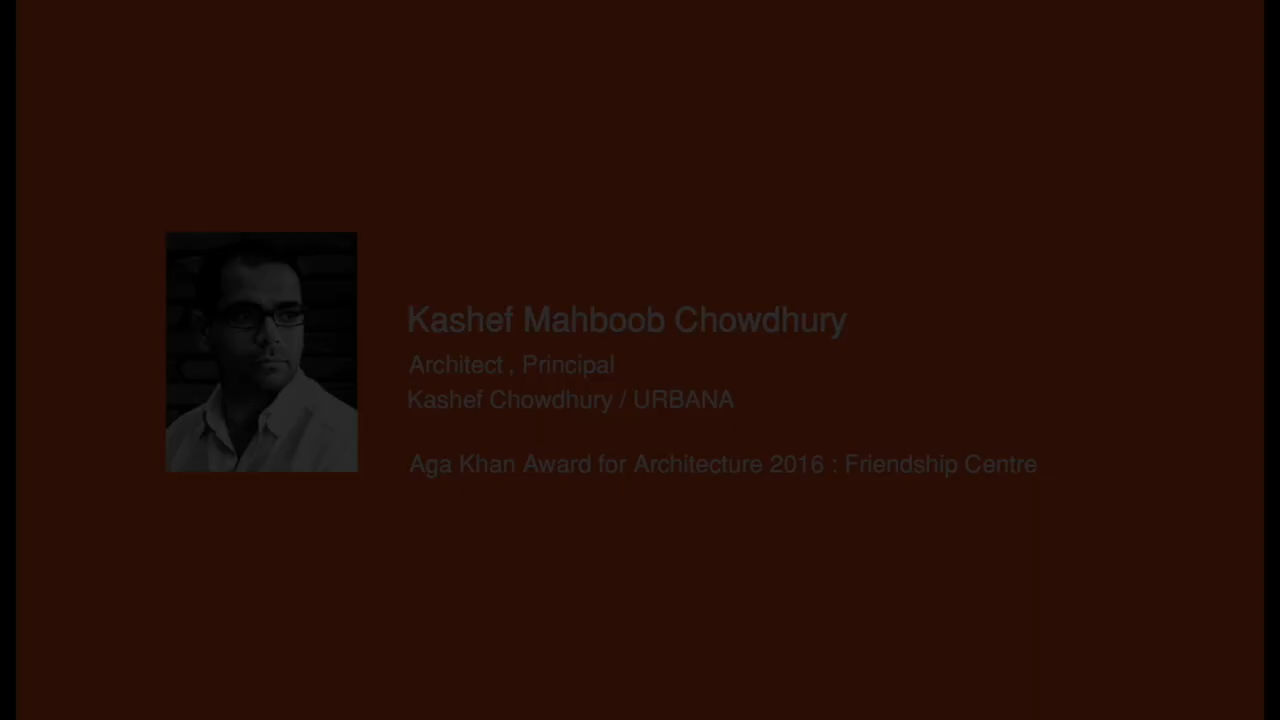 Kashef Mahboob Chowdhury
Architect , Principal
Kashef Chowdhury / URBANA
Aga Khan Award for Architecture 2016 : Friendship Centre